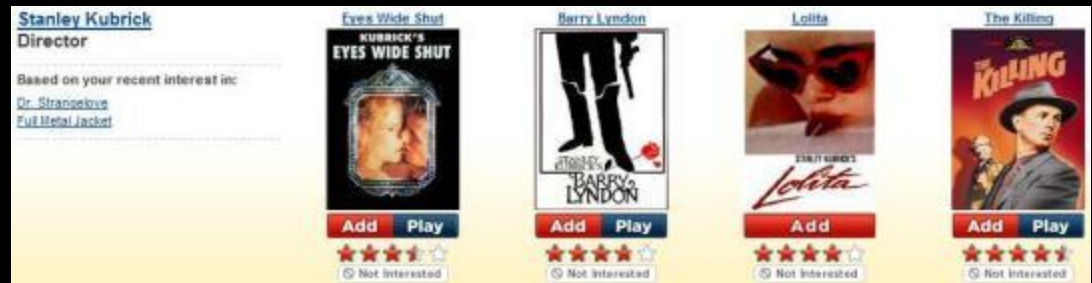 Stanley Kubrick
Director
Based on your recent interest in:
Dr. Strangelove
Full Metal Jacket
Eyes Wide Shut
KUBRICK'S
EYES WIDE SHUT
Add Play
Not Interested
Barry Lyndon
STANLEY KUBRICK'S
BARRY
LYNDON
Add Play
Not Interested
Lolita
STANLEY KUBRICK'S
Lolita
Add
Not Interested
The Killing
THE
KILLING
Add Play
Not Interested